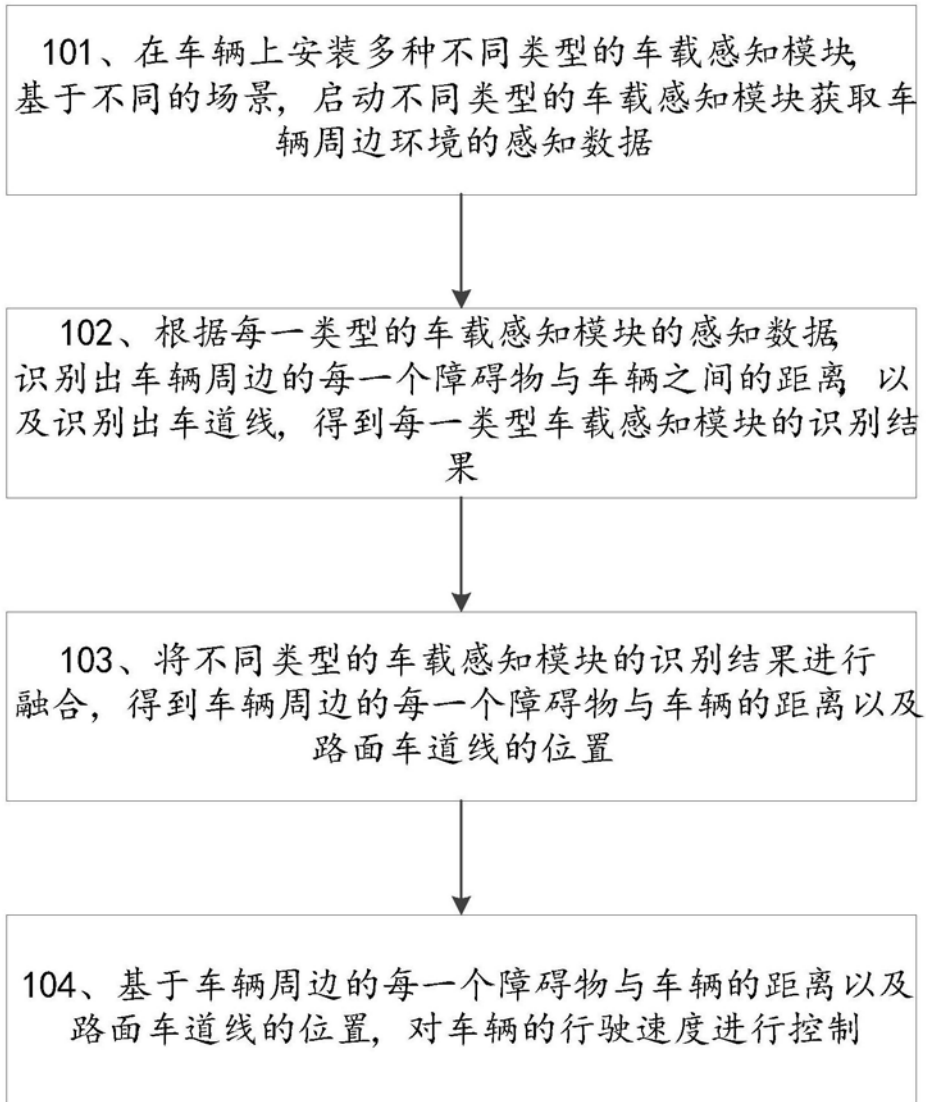 101、在车辆上安装多种不同类型的车载感知模块,
基于不同的场景, 启动不同类型的车载感知模块获取车
辆周边环境的感知数据
102、根据每一类型的车载感知模块的感知数据,
识别出车辆周边的每一个障碍物与车辆之间的距离, 以
及识别出车道线, 得到每一类型车载感知模块的识别结
果
103、将不同类型的车载感知模块的识别结果进行
融合, 得到车辆周边的每一个障碍物与车辆的距离以及
路面车道线的位置
104、基于车辆周边的每一个障碍物与车辆的距离以及
路面车道线的位置, 对车辆的行驶速度进行控制